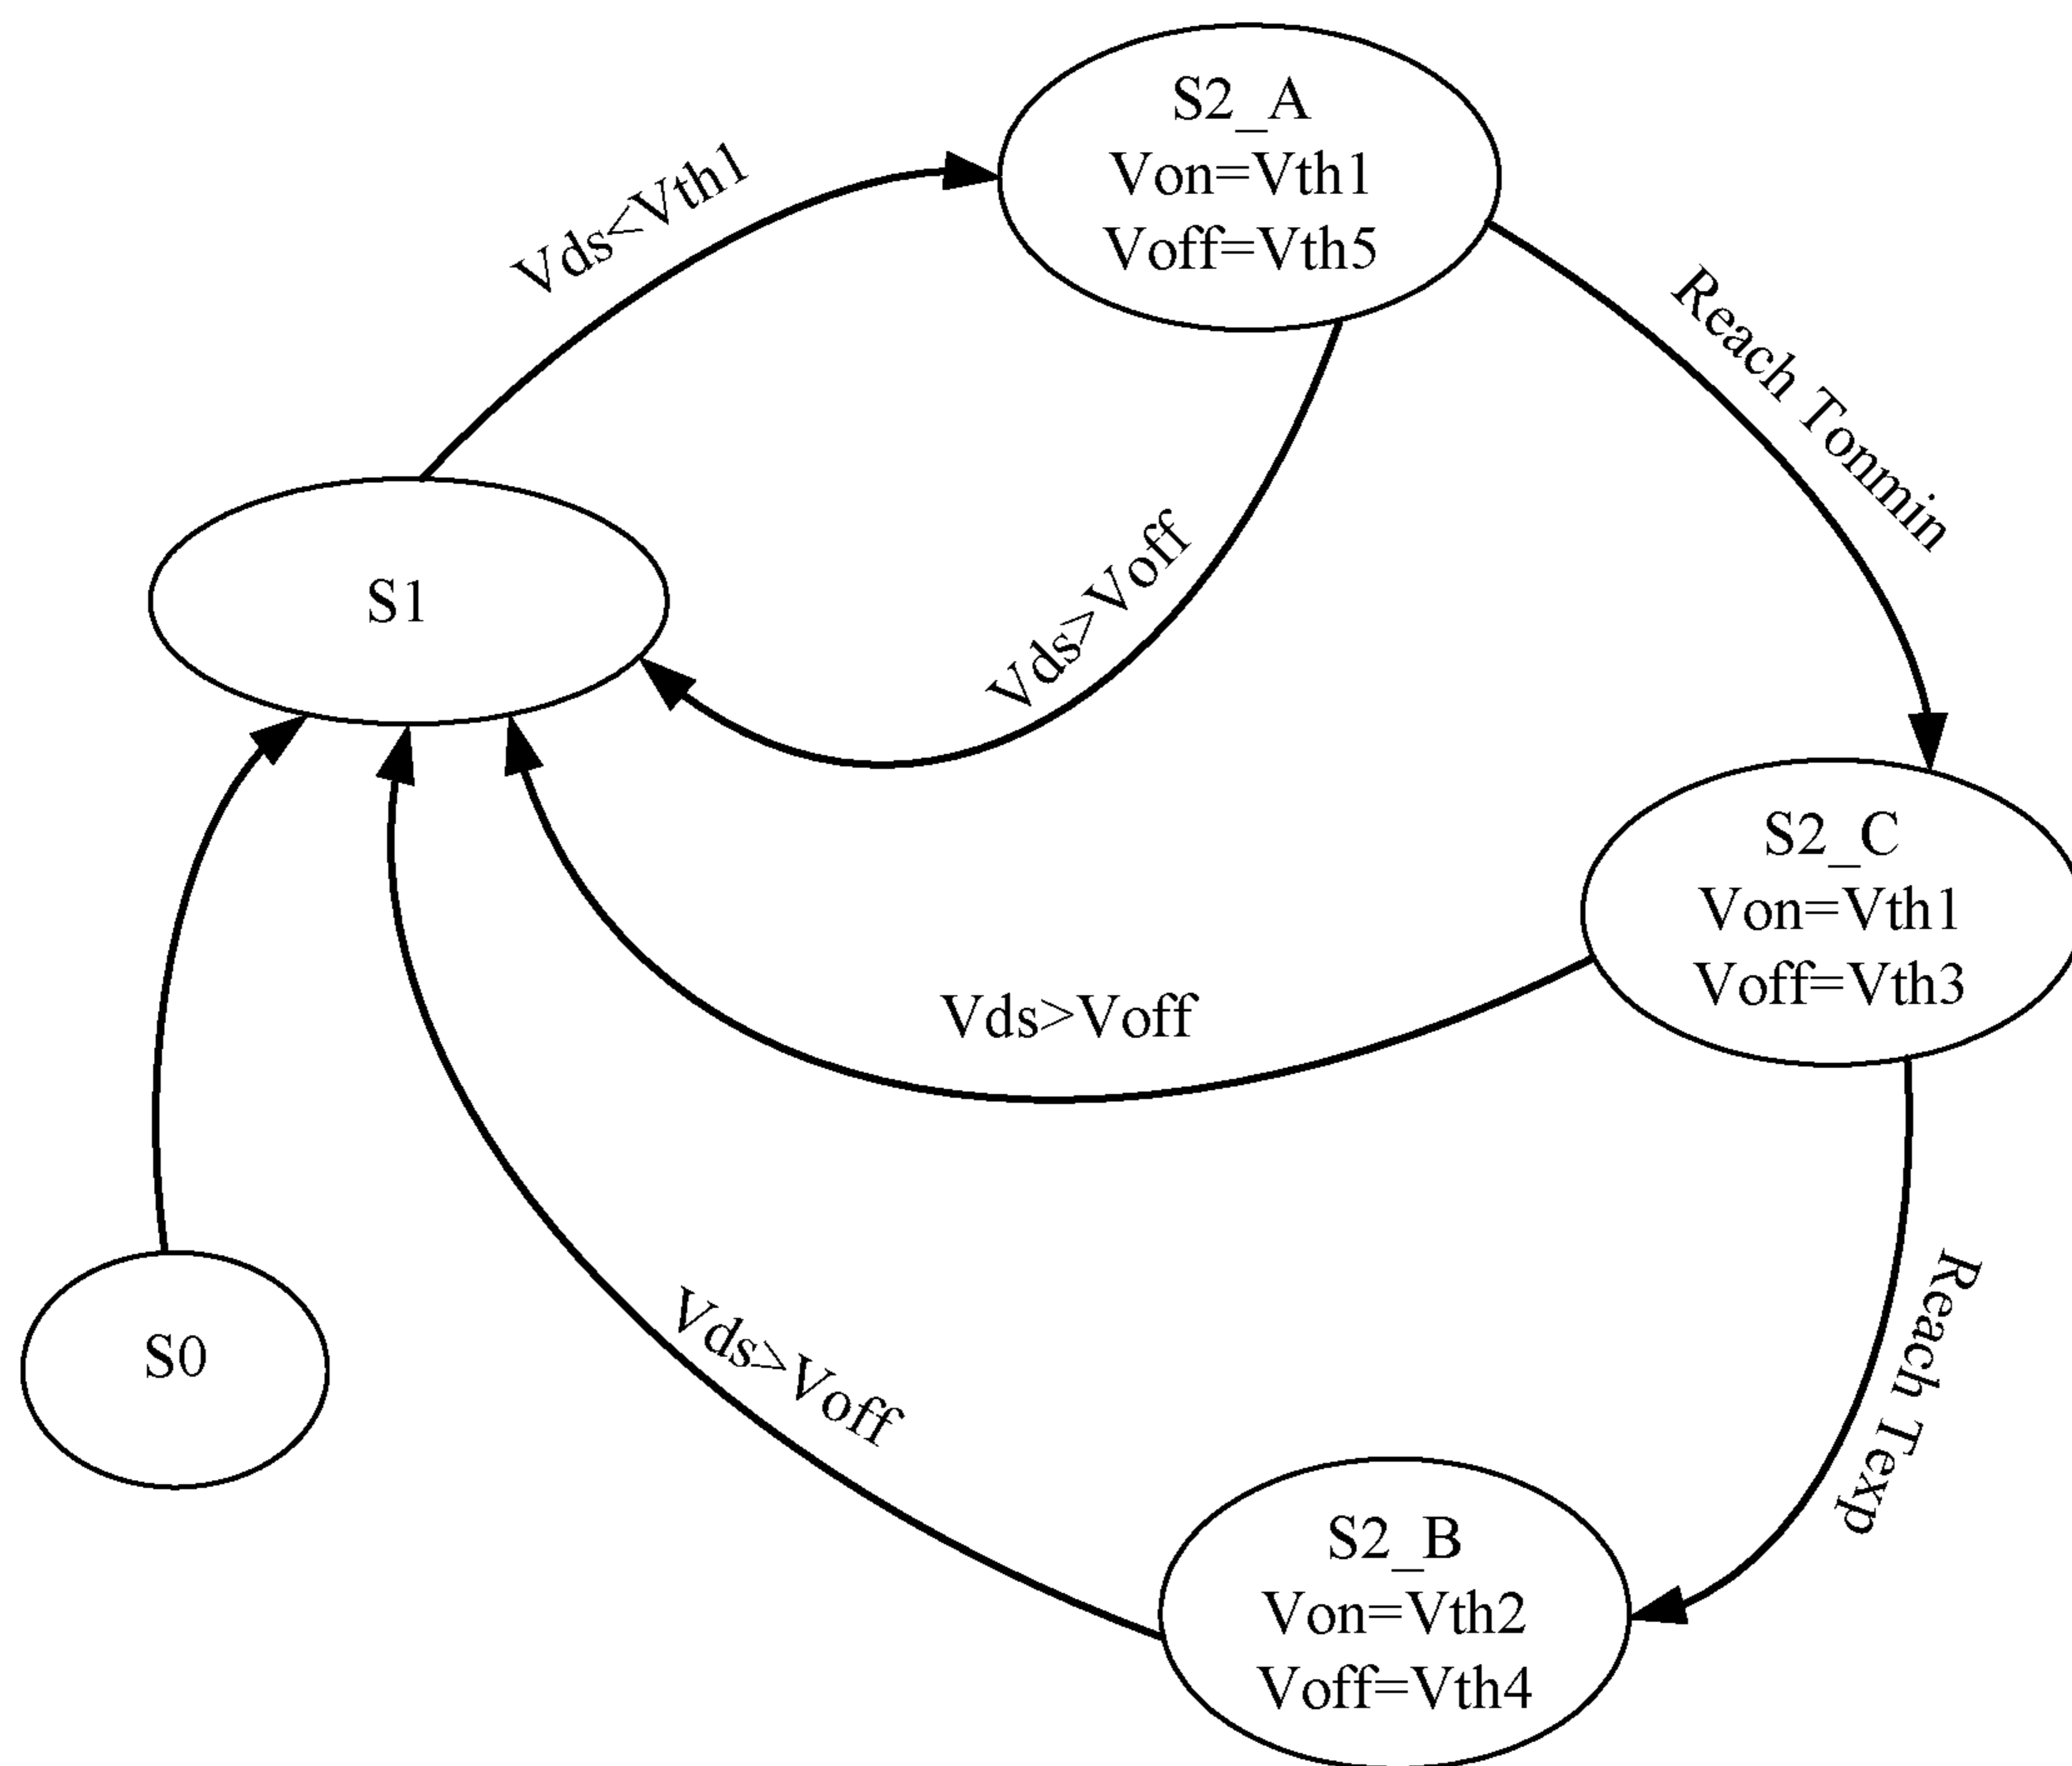 S2_A
Von=Vth1
Voff=Vth5
Vds<Vth1
Reach Tonmin
S1
Vds>Voff
S2_C
Von=Vth1
Voff=Vth3
Vds>Voff
Reach Texp
S0
Vds>Voff
S2_B
Von=Vth2
Voff=Vth4